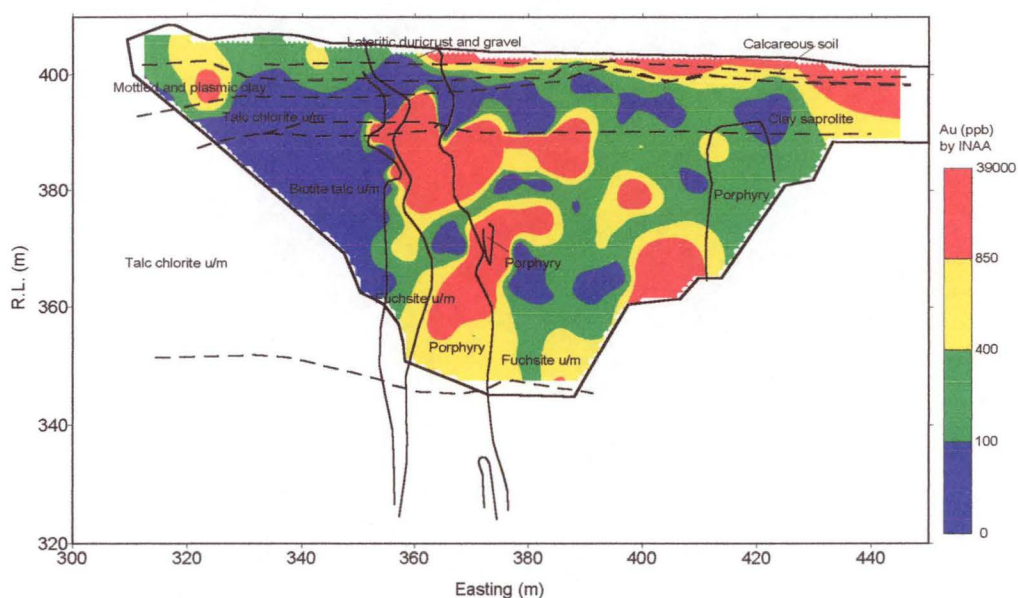 Lateritic duricrust and gravel
Calcareous soil
Mottled and plasmic clay
Talc chlorite u/m
Clay saprolite
Biotite talc u/m
Porphyry
Talc chlorite u/m
Porphyry
Fuchsite u/m
Porphyry
Fuchsite u/m
R.L. (m)
400
380
360
340
320
300
320
340
360
380
400
420
440
Easting (m)
Au (ppb)
by INAA
39000
850
400
100
0